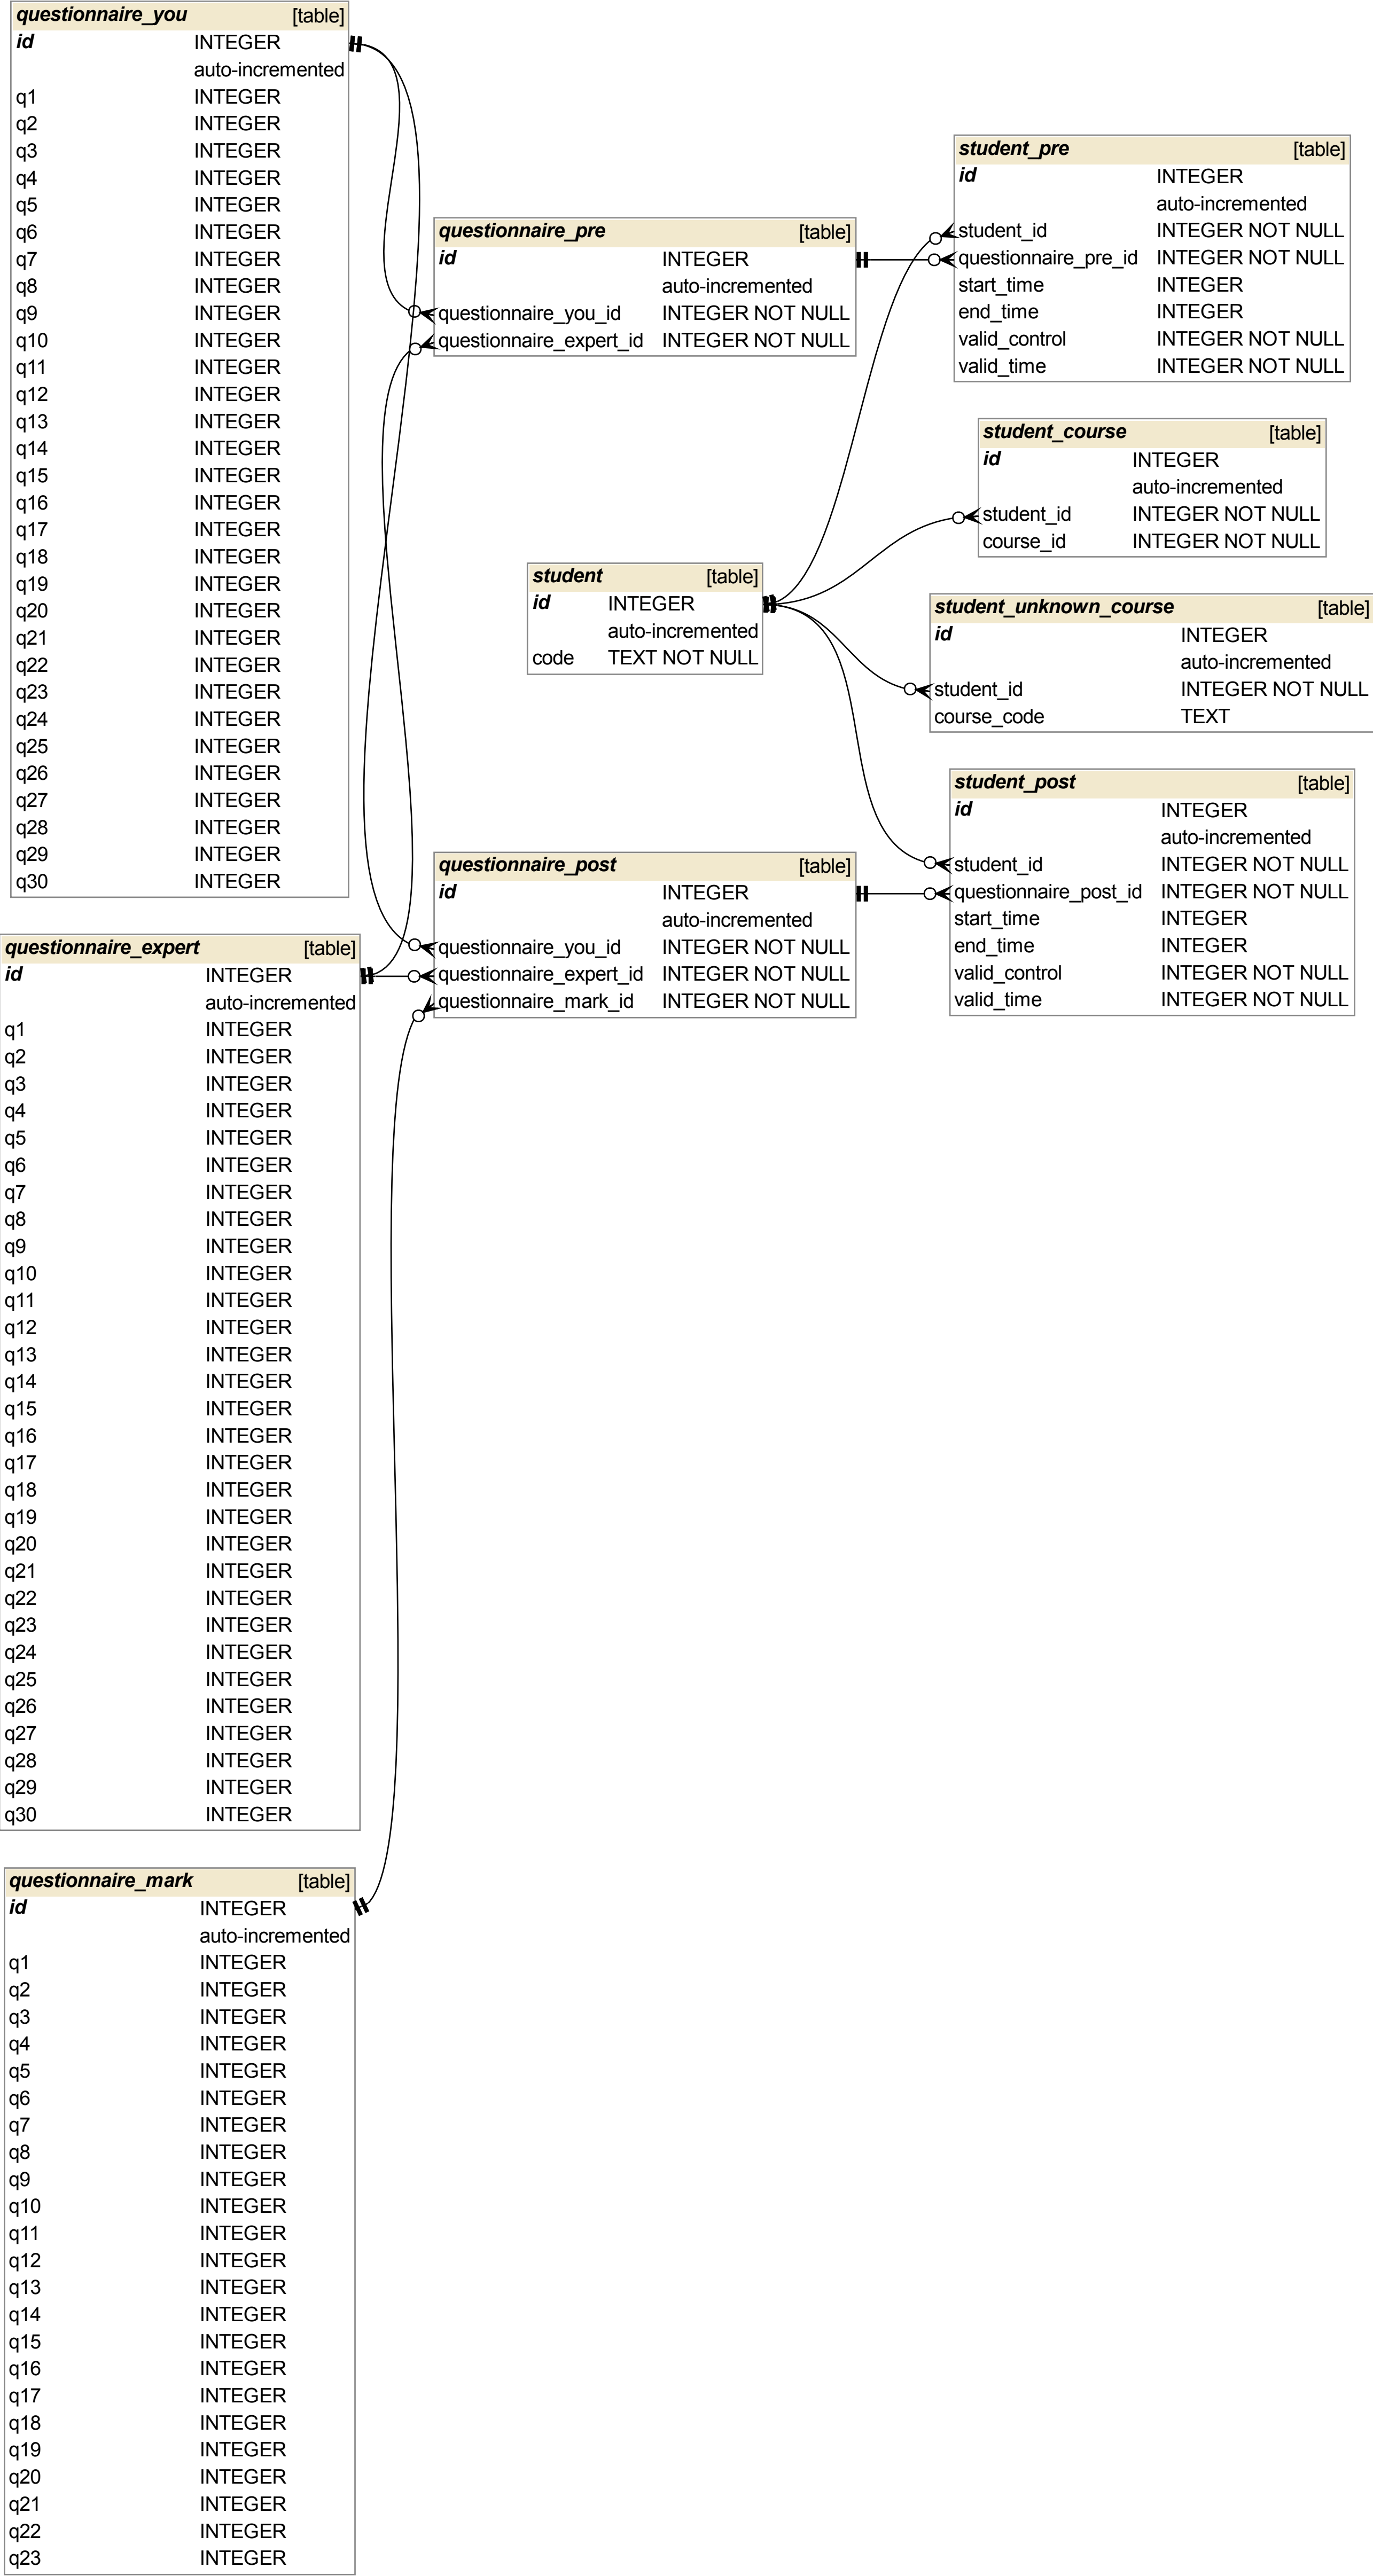 questionnaire_you [table]
id INTEGER
auto-incremented
q1 INTEGER
q2 INTEGER
q3 INTEGER
q4 INTEGER
q5 INTEGER
q6 INTEGER
q7 INTEGER
q8 INTEGER
q9 INTEGER
q10 INTEGER
q11 INTEGER
q12 INTEGER
q13 INTEGER
q14 INTEGER
q15 INTEGER
q16 INTEGER
q17 INTEGER
q18 INTEGER
q19 INTEGER
q20 INTEGER
q21 INTEGER
q22 INTEGER
q23 INTEGER
q24 INTEGER
q25 INTEGER
q26 INTEGER
q27 INTEGER
q28 INTEGER
q29 INTEGER
q30 INTEGER
questionnaire_expert [table]
id INTEGER
auto-incremented
q1 INTEGER
q2 INTEGER
q3 INTEGER
q4 INTEGER
q5 INTEGER
q6 INTEGER
q7 INTEGER
q8 INTEGER
q9 INTEGER
q10 INTEGER
q11 INTEGER
q12 INTEGER
q13 INTEGER
q14 INTEGER
q15 INTEGER
q16 INTEGER
q17 INTEGER
q18 INTEGER
q19 INTEGER
q20 INTEGER
q21 INTEGER
q22 INTEGER
q23 INTEGER
q24 INTEGER
q25 INTEGER
q26 INTEGER
q27 INTEGER
q28 INTEGER
q29 INTEGER
q30 INTEGER
questionnaire_mark [table]
id INTEGER
auto-incremented
q1 INTEGER
q2 INTEGER
q3 INTEGER
q4 INTEGER
q5 INTEGER
q6 INTEGER
q7 INTEGER
q8 INTEGER
q9 INTEGER
q10 INTEGER
q11 INTEGER
q12 INTEGER
q13 INTEGER
q14 INTEGER
q15 INTEGER
q16 INTEGER
q17 INTEGER
q18 INTEGER
q19 INTEGER
q20 INTEGER
q21 INTEGER
q22 INTEGER
q23 INTEGER
questionnaire_pre [table]
id INTEGER
auto-incremented
questionnaire_you_id INTEGER NOT NULL
questionnaire_expert_id INTEGER NOT NULL
student [table]
id INTEGER
auto-incremented
code TEXT NOT NULL
questionnaire_post [table]
id INTEGER
auto-incremented
questionnaire_you_id INTEGER NOT NULL
questionnaire_expert_id INTEGER NOT NULL
questionnaire_mark_id INTEGER NOT NULL
student_pre [table]
id INTEGER
auto-incremented
student_id INTEGER NOT NULL
questionnaire_pre_id INTEGER NOT NULL
start_time INTEGER
end_time INTEGER
valid_control INTEGER NOT NULL
valid_time INTEGER NOT NULL
student_course [table]
id INTEGER
auto-incremented
student_id INTEGER NOT NULL
course_id INTEGER NOT NULL
student_unknown_course [table]
id INTEGER
auto-incremented
student_id INTEGER NOT NULL
course_code TEXT
student_post [table]
id INTEGER
auto-incremented
student_id INTEGER NOT NULL
questionnaire_post_id INTEGER NOT NULL
start_time INTEGER
end_time INTEGER
valid_control INTEGER NOT NULL
valid_time INTEGER NOT NULL